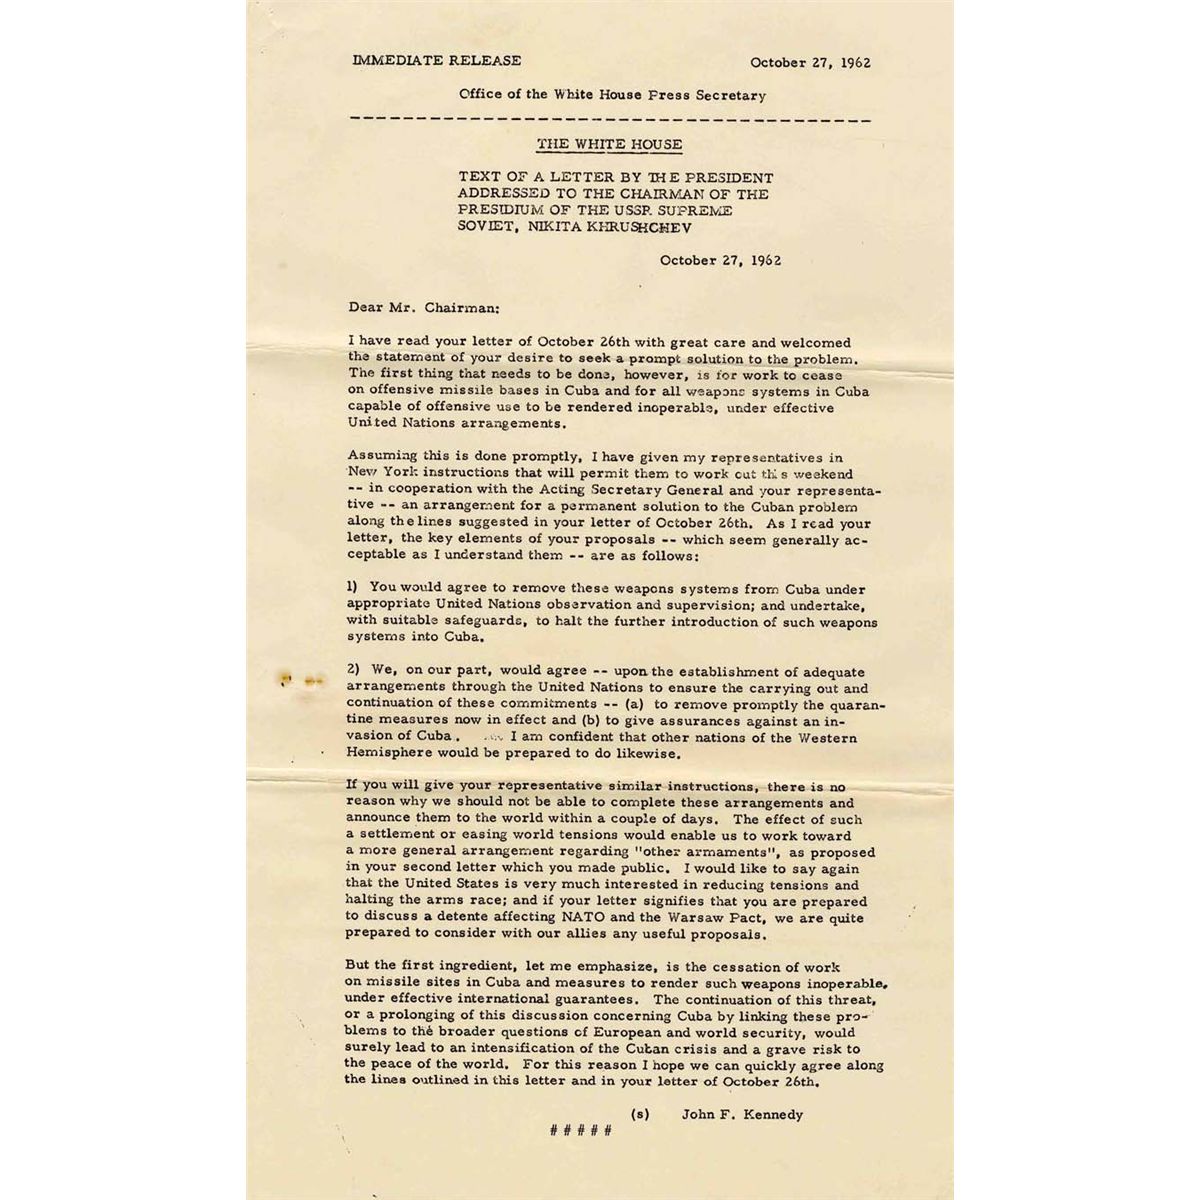 IMMEDIATE RELEASE October 27, 1962
Office of the White House Press Secretary
THE WHITE HOUSE
TEXT OF A LETTER BY THE PRESIDENT
ADDRESSED TO THE CHAIRMAN OF THE
PRESIDIUM OF THE USSR SUPREME
SOVIET, NIKITA KHRUSHCHEV
October 27, 1962
Dear Mr. Chairman:
I have read your letter of October 26th with great care and welcomed
the statement of your desire to seek a prompt solution to the problem.
The first thing that needs to be done, however, is for work to cease
on offensive missile bases in Cuba and for all weapons systems in Cuba
capable of offensive use to be rendered inoperable, under effective
United Nations arrangements.
Assuming this is done promptly, I have given my representatives in
New York instructions that will permit them to work out this weekend
-- in cooperation with the Acting Secretary General and your representa-
tive -- an arrangement for a permanent solution to the Cuban problem
along the lines suggested in your letter of October 26th. As I read your
letter, the key elements of your proposals -- which seem generally ac-
ceptable as I understand them -- are as follows:
1) You would agree to remove these weapons systems from Cuba under
appropriate United Nations observation and supervision; and undertake,
with suitable safeguards, to halt the further introduction of such weapons
systems into Cuba.
2) We, on our part, would agree -- upon the establishment of adequate
arrangements through the United Nations to ensure the carrying out and
continuation of these commitments -- (a) to remove promptly the quaran-
tine measures now in effect and (b) to give assurances against an in-
vasion of Cuba. I am confident that other nations of the Western
Hemisphere would be prepared to do likewise.
If you will give your representative similar instructions, there is no
reason why we should not be able to complete these arrangements and
announce them to the world within a couple of days. The effect of such
a settlement or easing world tensions would enable us to work toward
a more general arrangement regarding "other armaments", as proposed
in your second letter which you made public. I would like to say again
that the United States is very much interested in reducing tensions and
halting the arms race; and if your letter signifies that you are prepared
to discuss a detente affecting NATO and the Warsaw Pact, we are quite
prepared to consider with our allies any useful proposals.
But the first ingredient, let me emphasize, is the cessation of work
on missile sites in Cuba and measures to render such weapons inoperable,
under effective international guarantees. The continuation of this threat,
or a prolonging of this discussion concerning Cuba by linking these pro-
blems to the broader questions of European and world security, would
surely lead to an intensification of the Cuban crisis and a grave risk to
the peace of the world. For this reason I hope we can quickly agree along
the lines outlined in this letter and in your letter of October 26th.
(s) John F. Kennedy
# # # # #